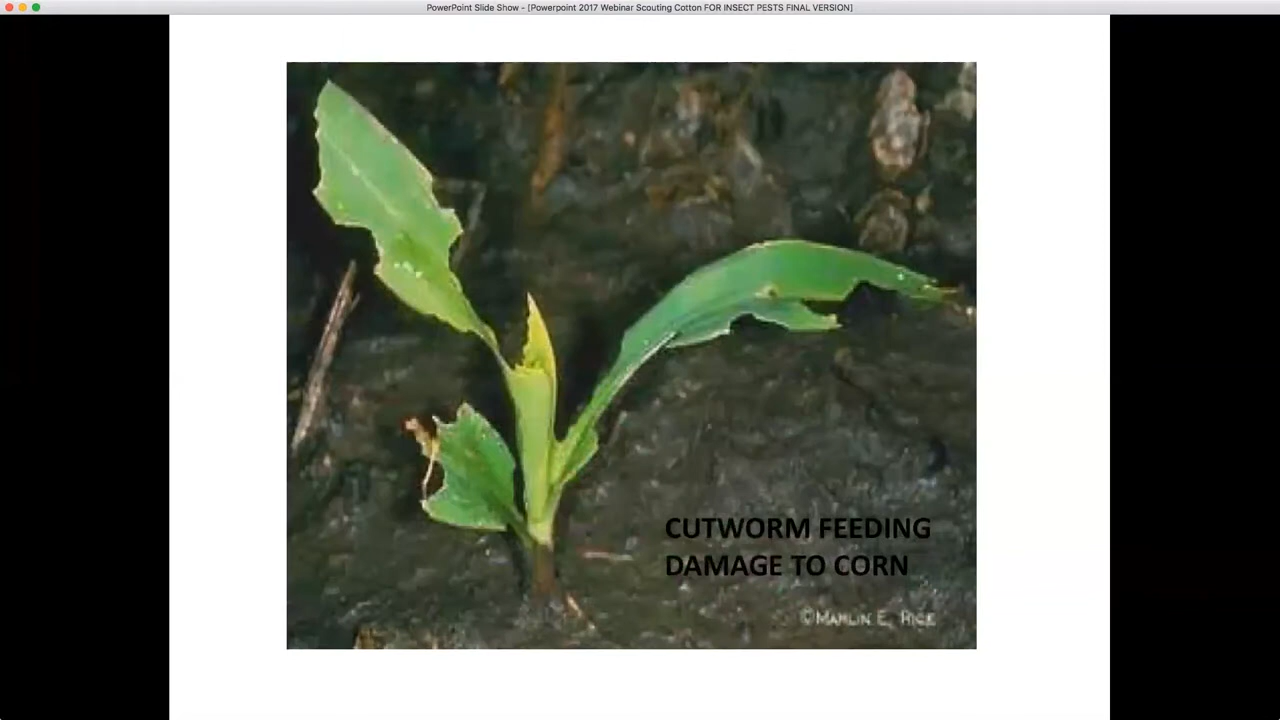 PowerPoint Slide Show - [Powerpoint 2017 Webinar Scouting Cotton FOR INSECT PESTS FINAL VERSION]
CUTWORM FEEDING
DAMAGE TO CORN
©MARLIN E. RICE